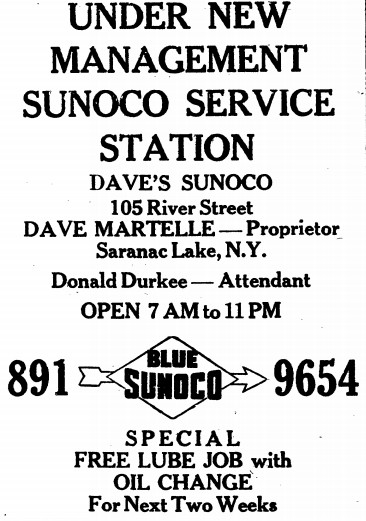 UNDER NEW
MANAGEMENT
SUNOCO SERVICE
STATION
DAVE'S SUNOCO
105 River Street
DAVE MARTELLE — Proprietor
Saranac Lake, N.Y.
Donald Durkee — Attendant
OPEN 7 AM to 11 PM
891 BLUE SUNOCO 9654
SPECIAL
FREE LUBE JOB with
OIL CHANGE
For Next Two Weeks